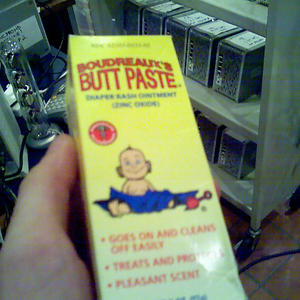 BOUDREAUX'S
BUTT PASTE
DIAPER RASH OINTMENT
(ZINC OXIDE)
• GOES ON AND CLEANS
OFF EASILY
• TREATS AND PROTECTS
• PLEASANT SCENT